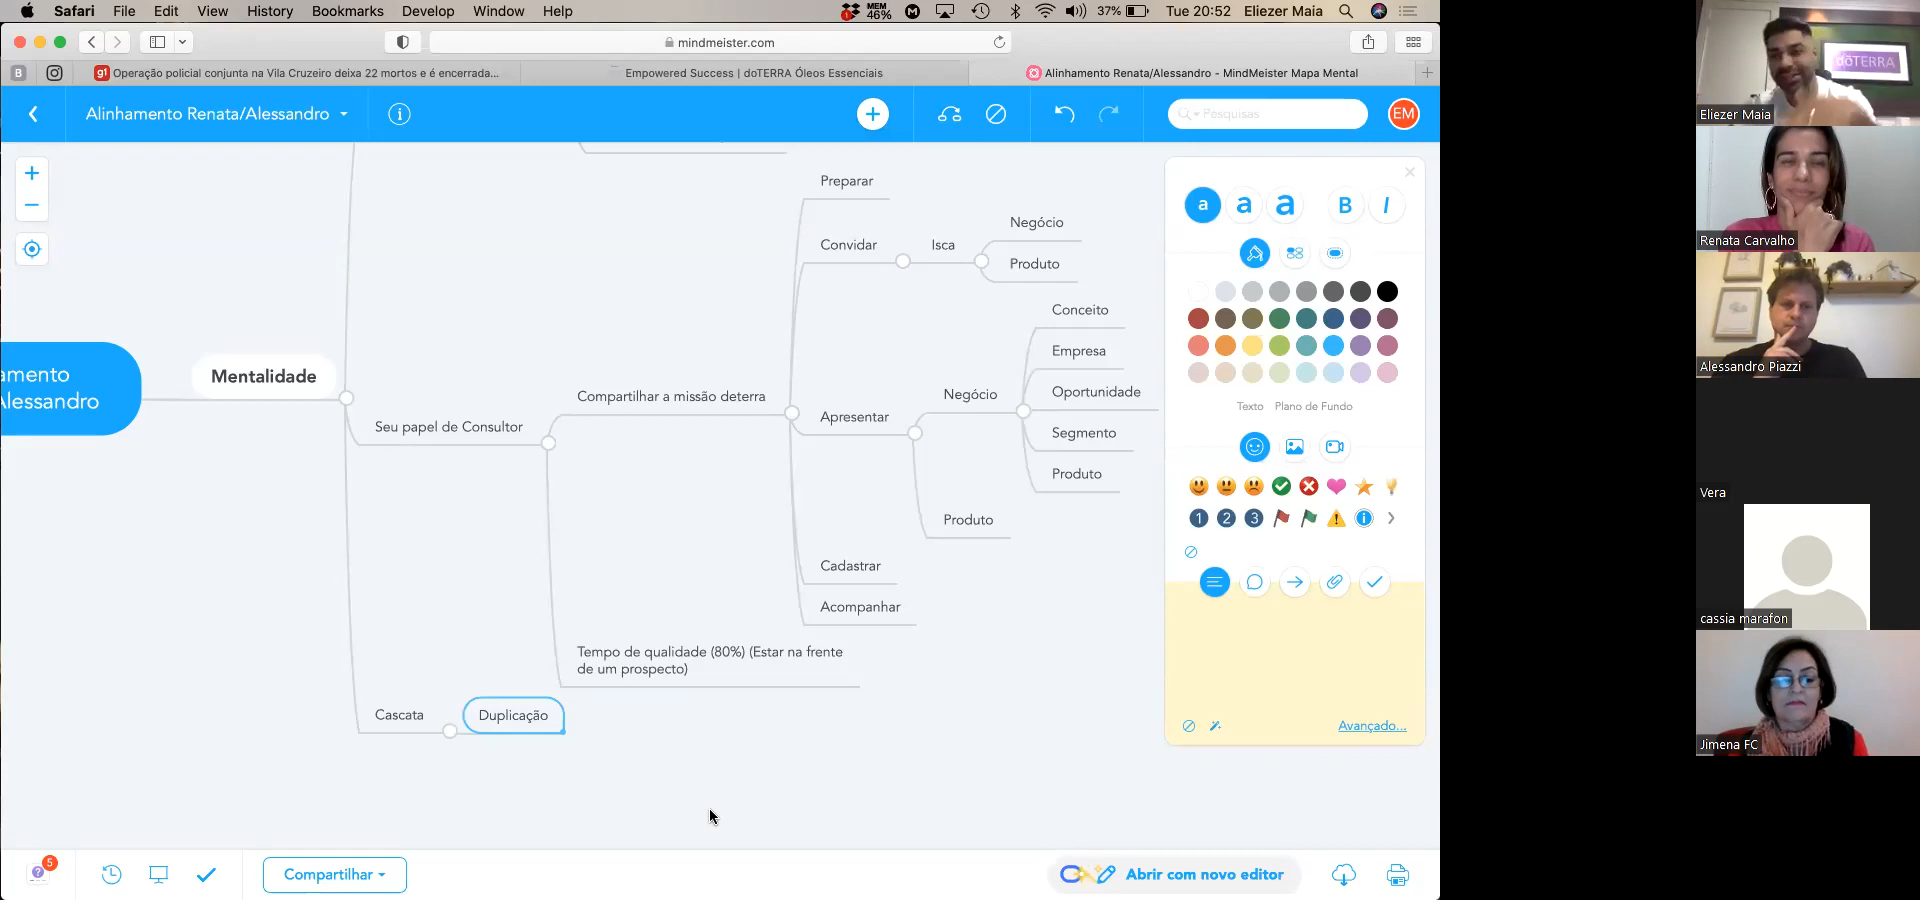 Safari File Edit View History Bookmarks Develop Window Help
MEM 46% 37% Tue 20:52 Eliezer Maia
mindmeister.com
Operação policial conjunta na Vila Cruzeiro deixa 22 mortos e é encerrada...
Empowered Success | doTERRA Óleos Essenciais
Alinhamento Renata/Alessandro - MindMeister Mapa Mental
Alinhamento Renata/Alessandro
Pesquisas
EM
amento
Alessandro
Mentalidade
Seu papel de Consultor
Compartilhar a missão deterra
Preparar
Convidar
Isca
Negócio
Produto
Apresentar
Negócio
Conceito
Empresa
Oportunidade
Segmento
Produto
Produto
Cadastrar
Acompanhar
Tempo de qualidade (80%) (Estar na frente
de um prospecto)
Cascata
Duplicação
a a a B I
Texto Plano de Fundo
1 2 3
Avançado...
5
Compartilhar
Abrir com novo editor
dōTERRA
Eliezer Maia
Renata Carvalho
Alessandro Piazzi
Vera
cassia marafon
Jimena FC